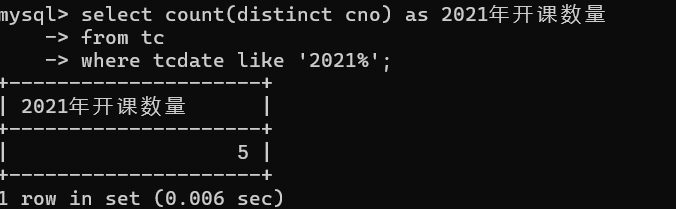 mysql> select count(distinct cno) as 2021年开课数量
    -> from tc
    -> where tcdate like '2021%';
+--------------------+
| 2021年开课数量      |
+--------------------+
|                  5 |
+--------------------+
1 row in set (0.006 sec)